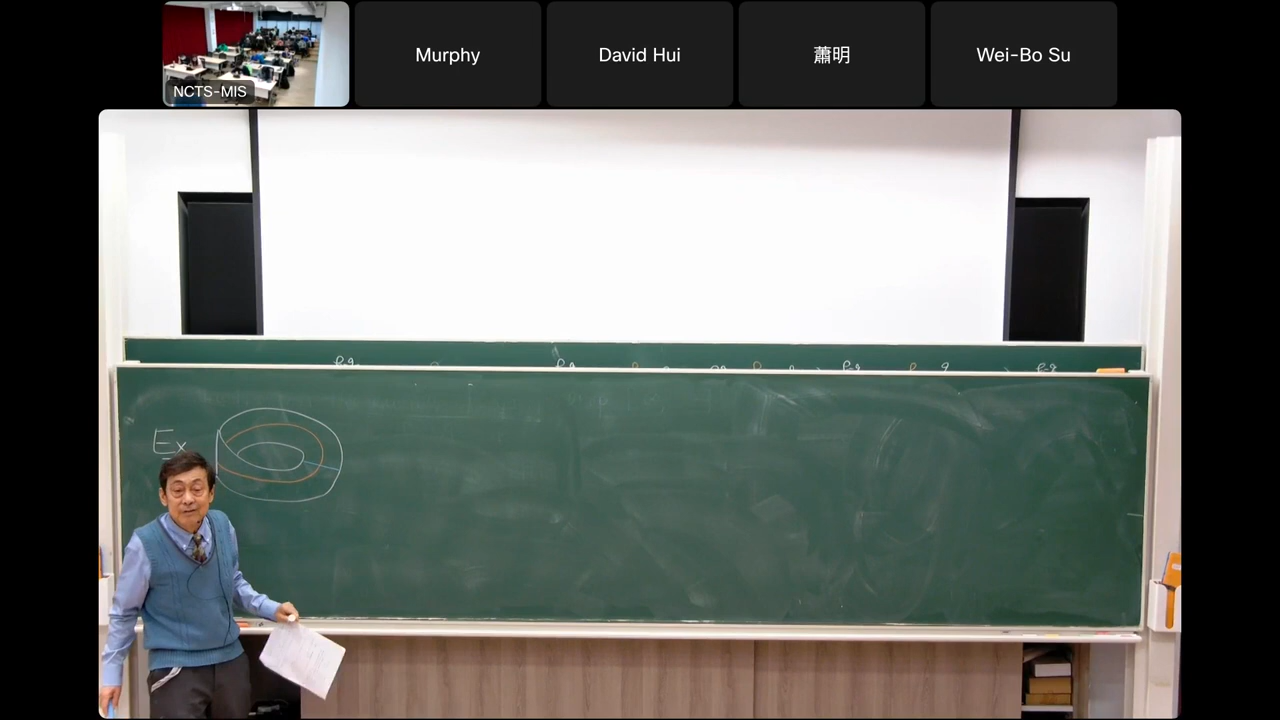 Murphy
David Hui
蕭明
Wei-Bo Su
NCTS-MIS
Ex